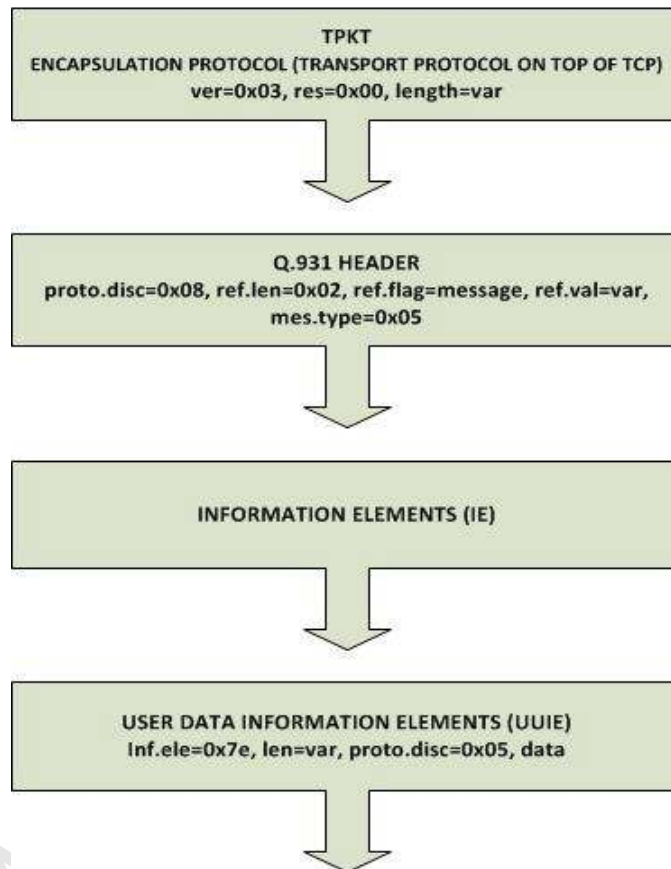 TPKT
ENCAPSULATION PROTOCOL (TRANSPORT PROTOCOL ON TOP OF TCP)
ver=0x03, res=0x00, length=var
Q.931 HEADER
proto.disc=0x08, ref.len=0x02, ref.flag=message, ref.val=var,
mes.type=0x05
INFORMATION ELEMENTS (IE)
USER DATA INFORMATION ELEMENTS (UUIE)
Inf.ele=0x7e, len=var, proto.disc=0x05, data